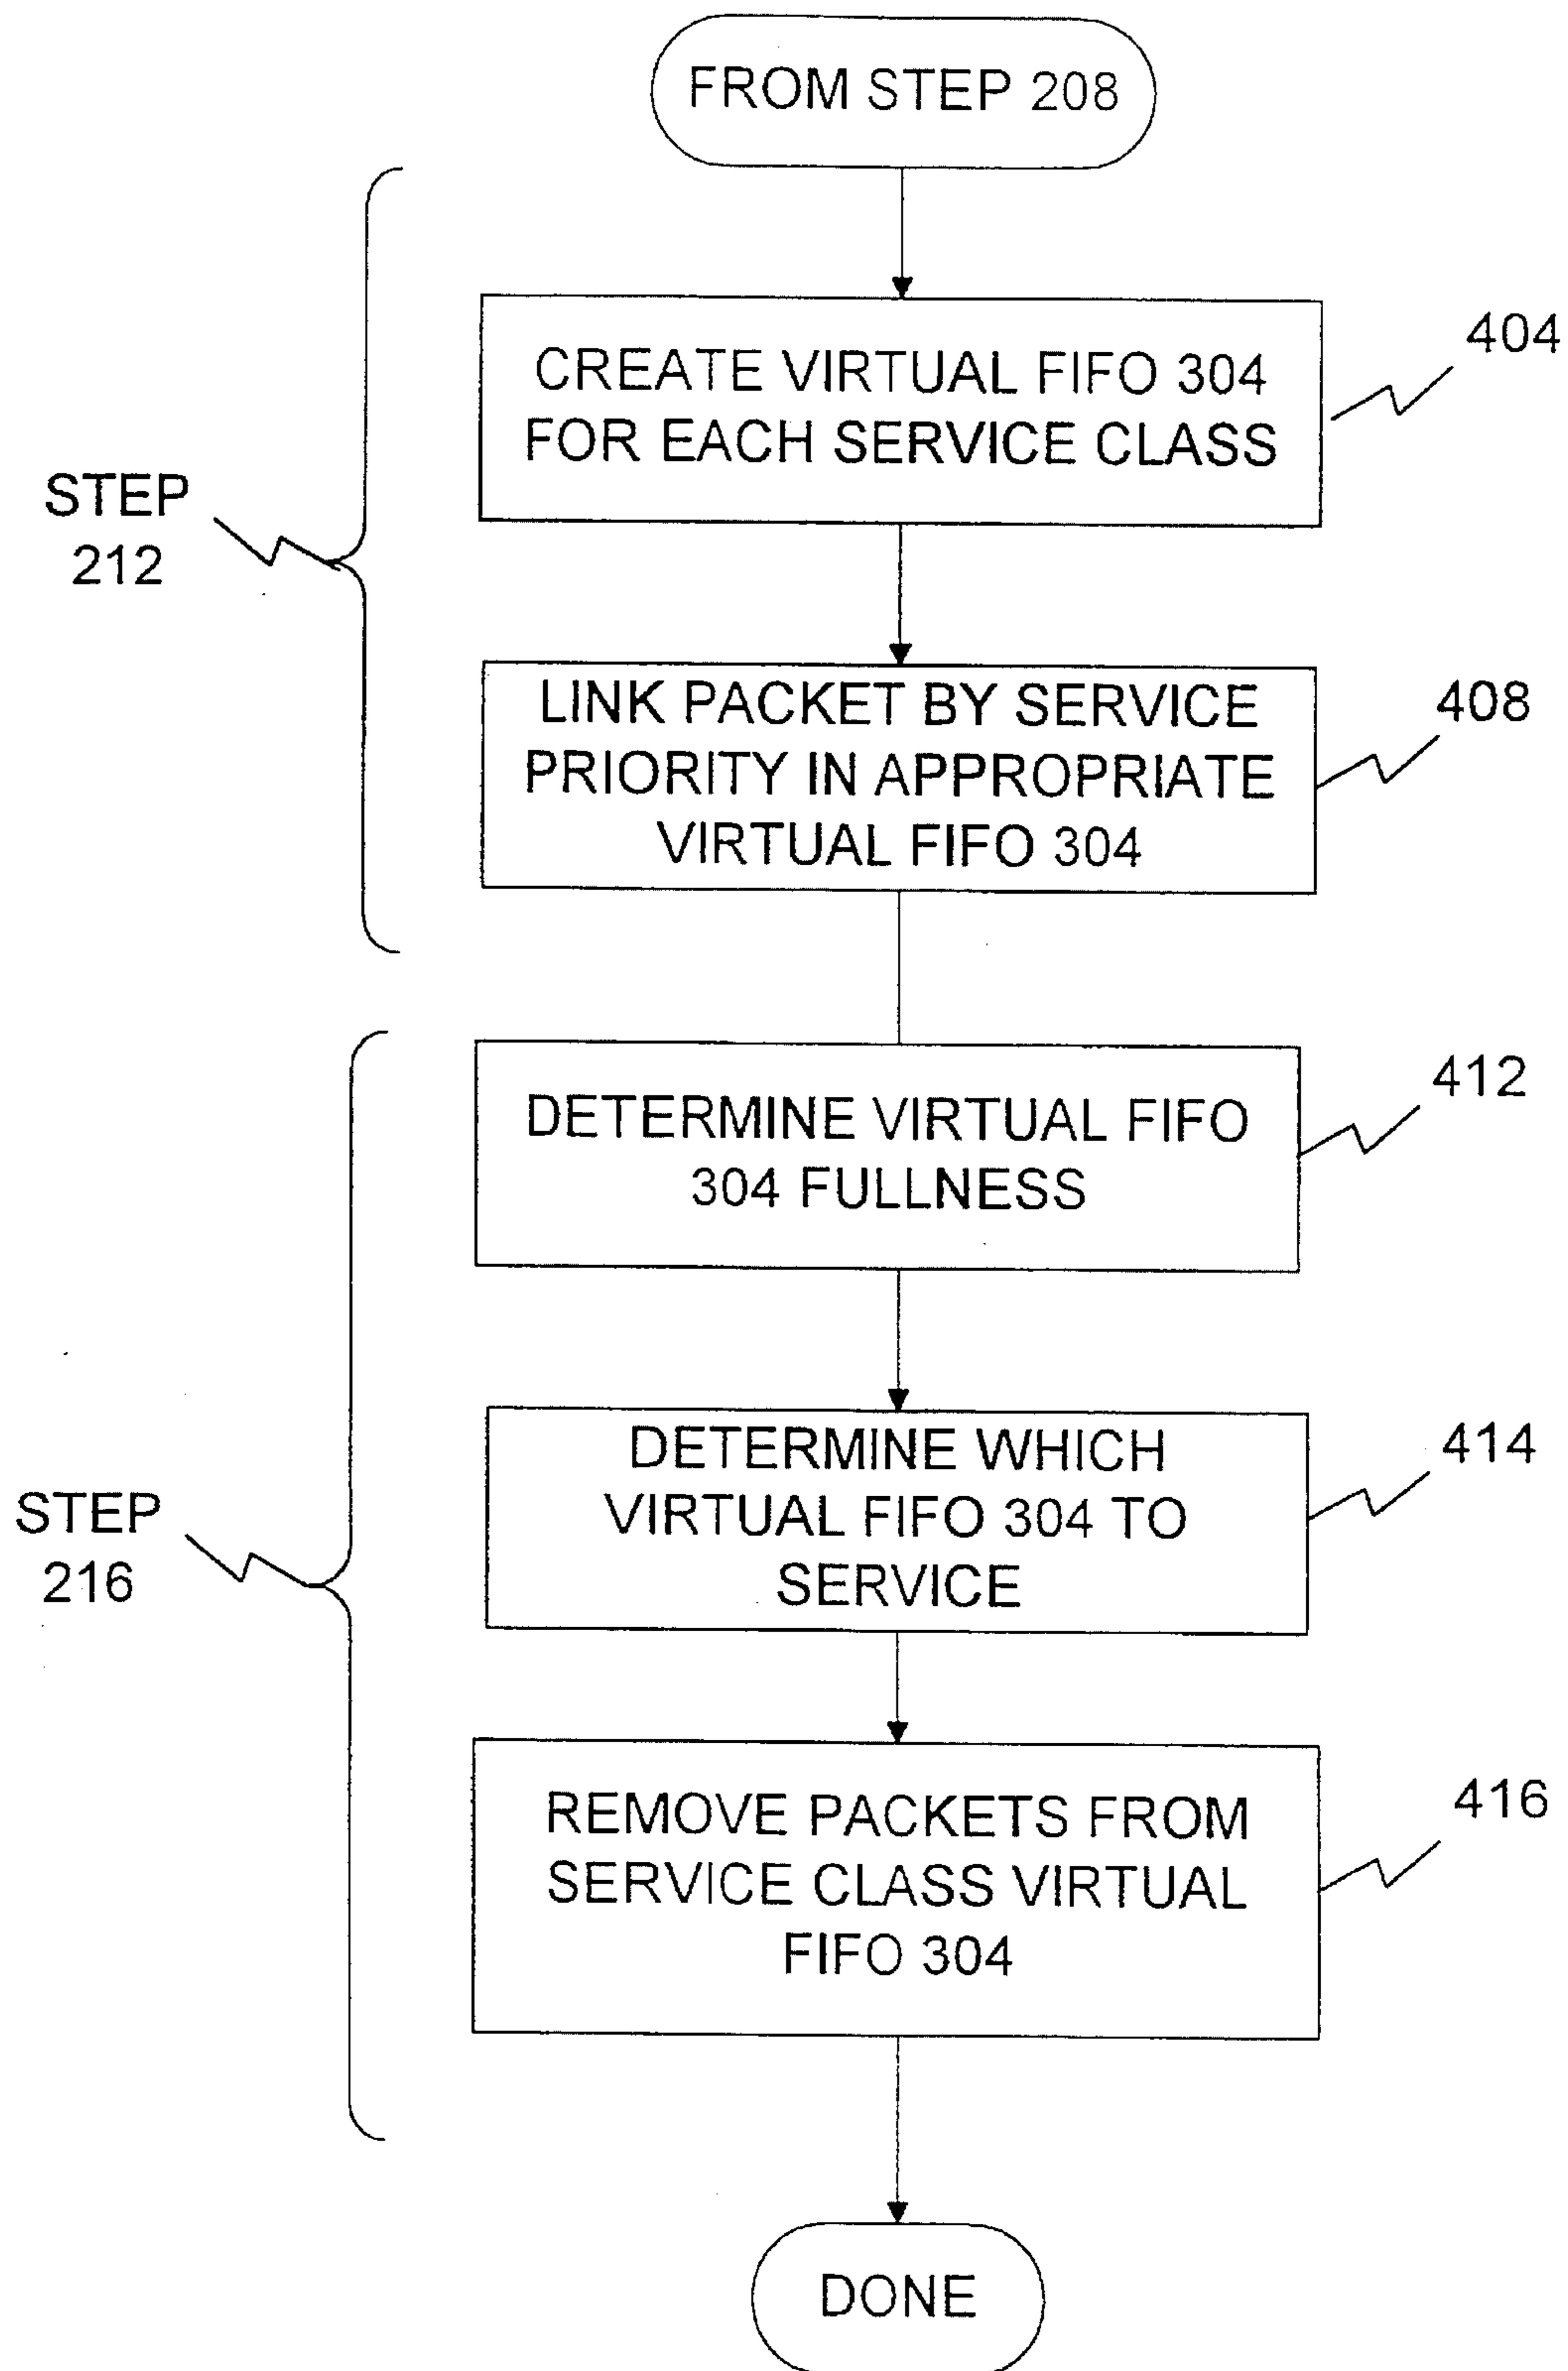 FROM STEP 208
CREATE VIRTUAL FIFO 304
FOR EACH SERVICE CLASS
404
STEP
212
LINK PACKET BY SERVICE
PRIORITY IN APPROPRIATE
VIRTUAL FIFO 304
408
DETERMINE VIRTUAL FIFO
304 FULLNESS
412
STEP
216
DETERMINE WHICH
VIRTUAL FIFO 304 TO
SERVICE
414
REMOVE PACKETS FROM
SERVICE CLASS VIRTUAL
FIFO 304
416
DONE